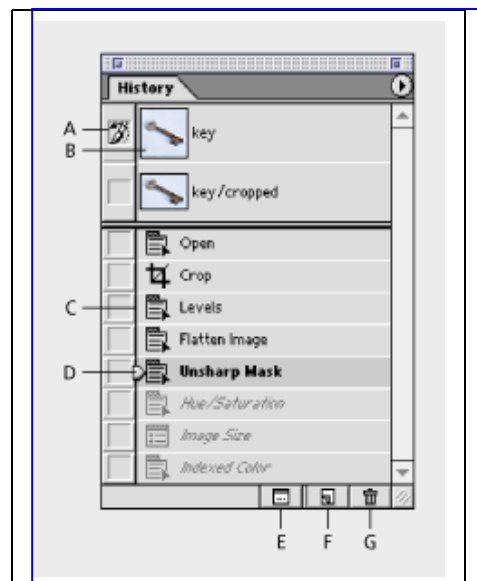 History
A
B
key
key/cropped
Open
Crop
C
Levels
Flatten Image
D
Unsharp Mask
Hue/Saturation
Image Size
Indexed Color
E F G